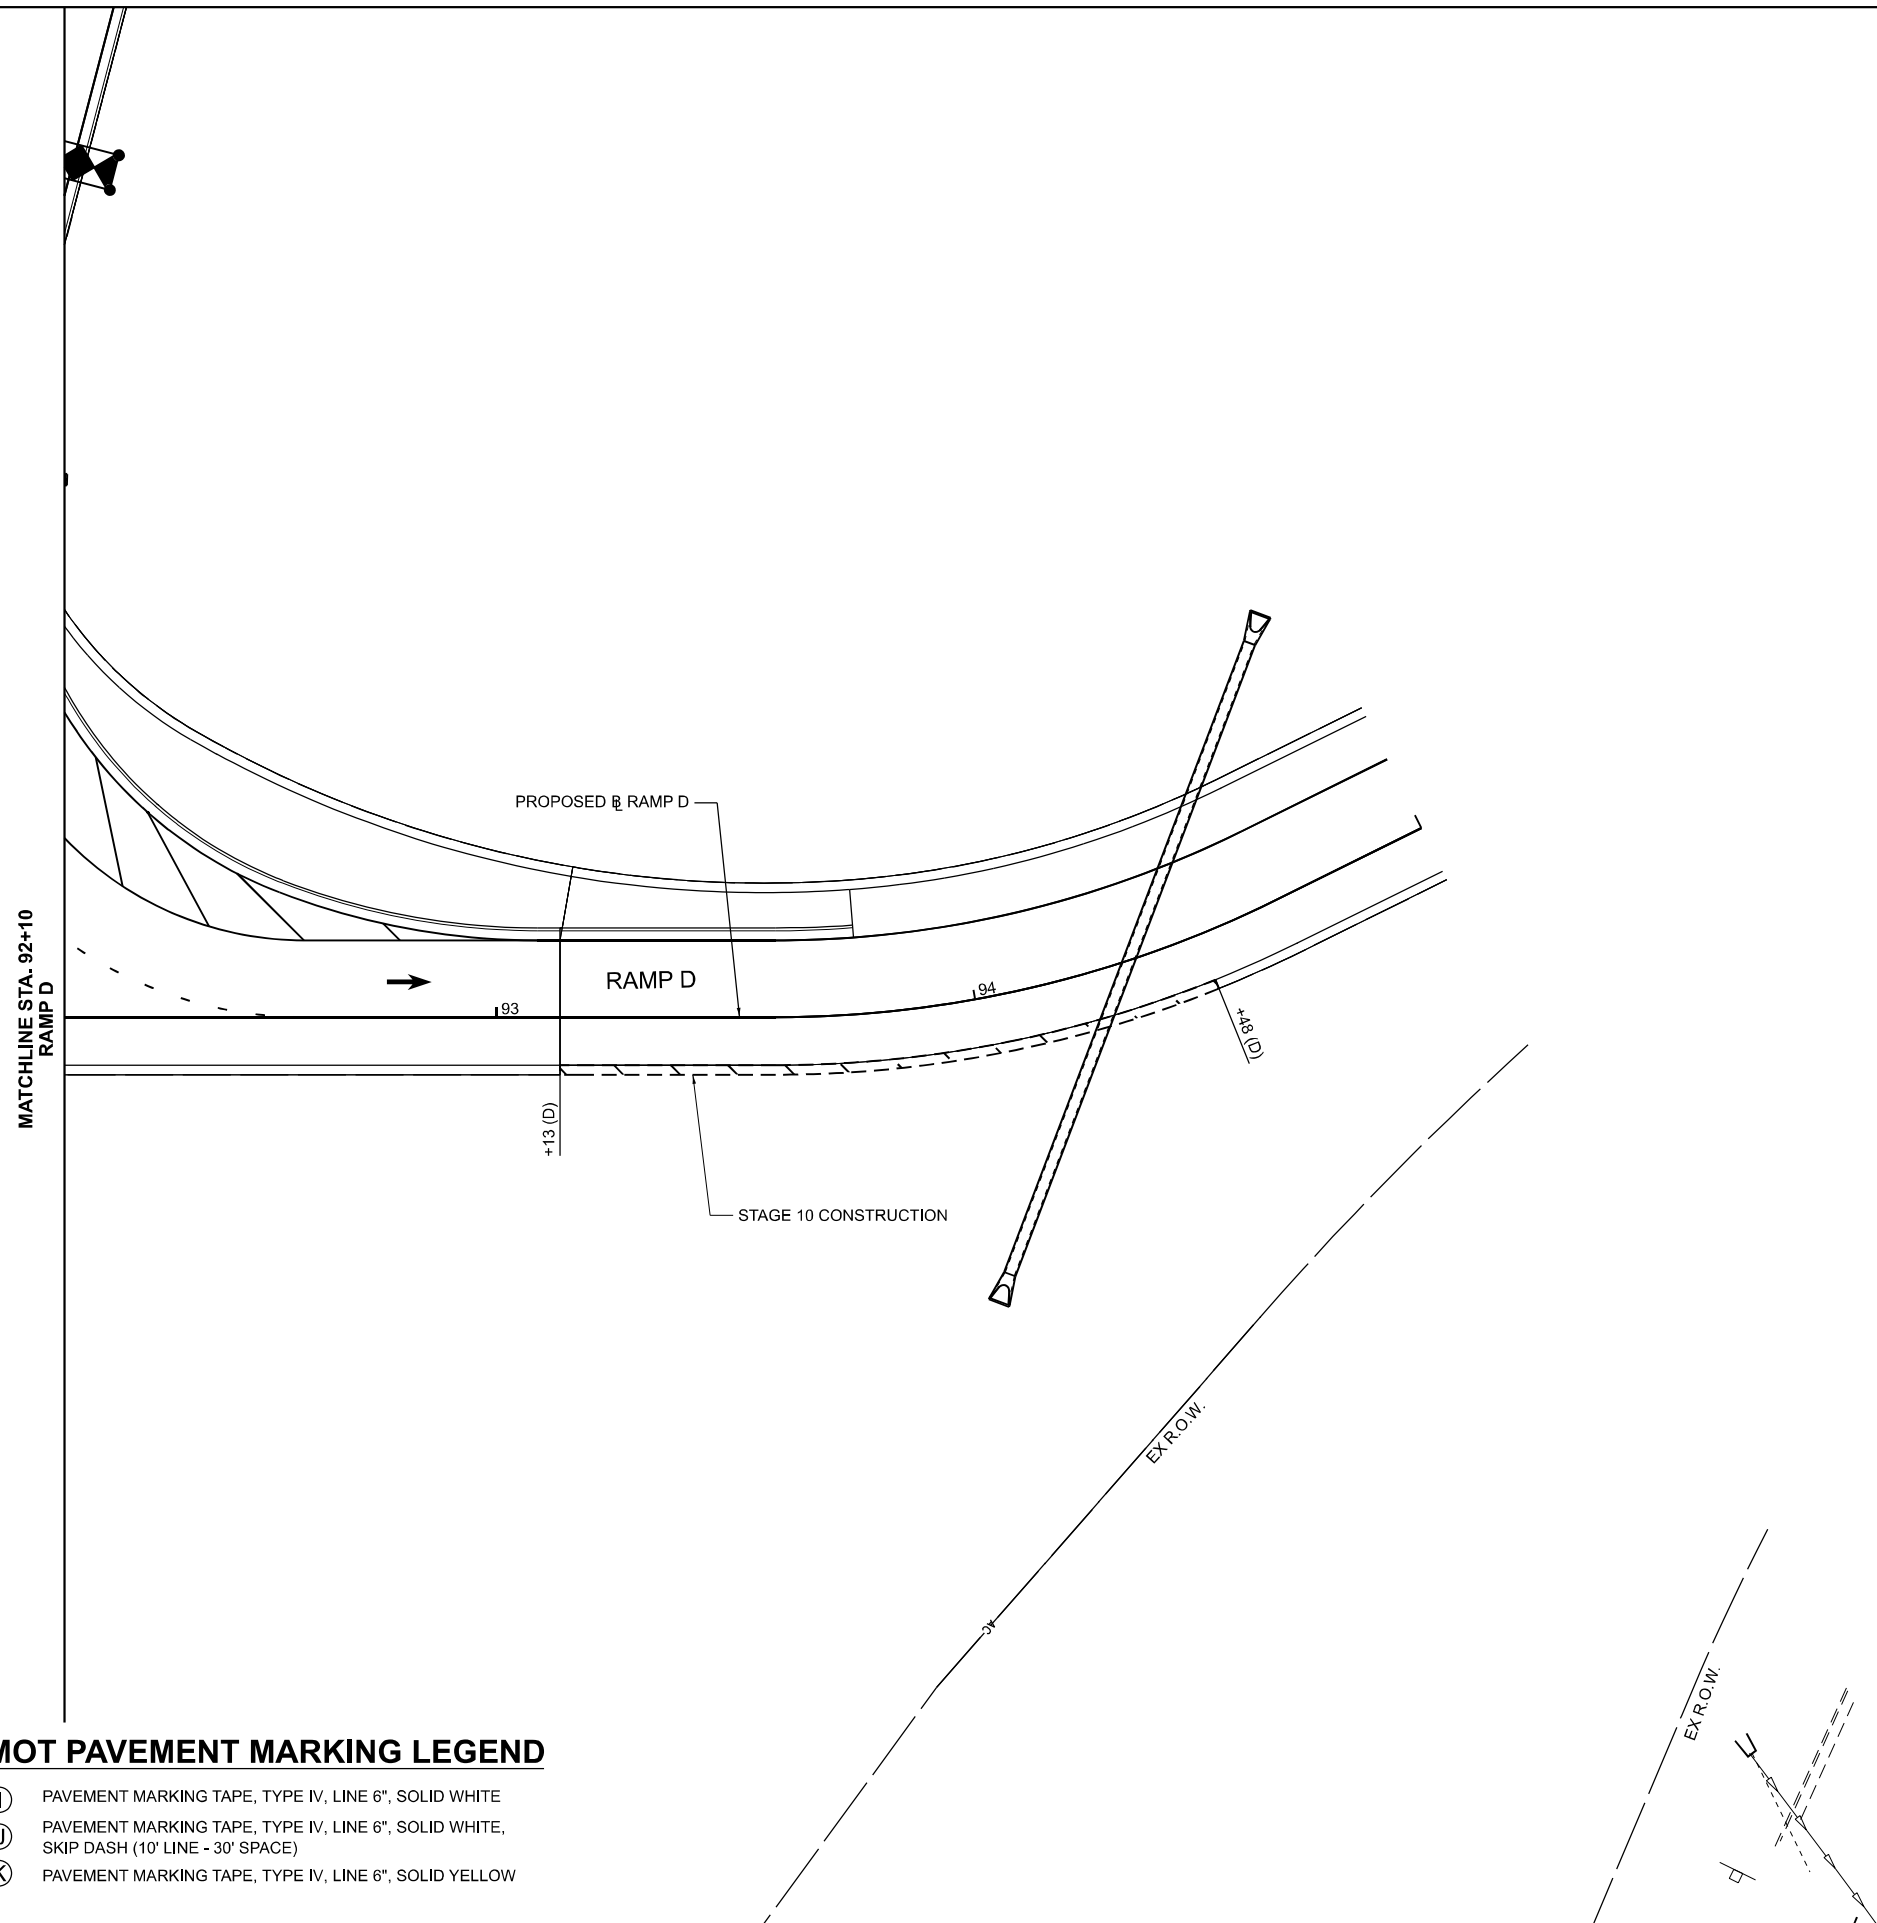 PROPOSED BL RAMP D
RAMP D
93
94
+48 (D)
MATCHLINE STA. 92+10
RAMP D
+13 (D)
STAGE 10 CONSTRUCTION
EX R.O.W.
EX R.O.W.
MOT PAVEMENT MARKING LEGEND
PAVEMENT MARKING TAPE, TYPE IV, LINE 6", SOLID WHITE
PAVEMENT MARKING TAPE, TYPE IV, LINE 6", SOLID WHITE,
SKIP DASH (10' LINE - 30' SPACE)
K PAVEMENT MARKING TAPE, TYPE IV, LINE 6", SOLID YELLOW